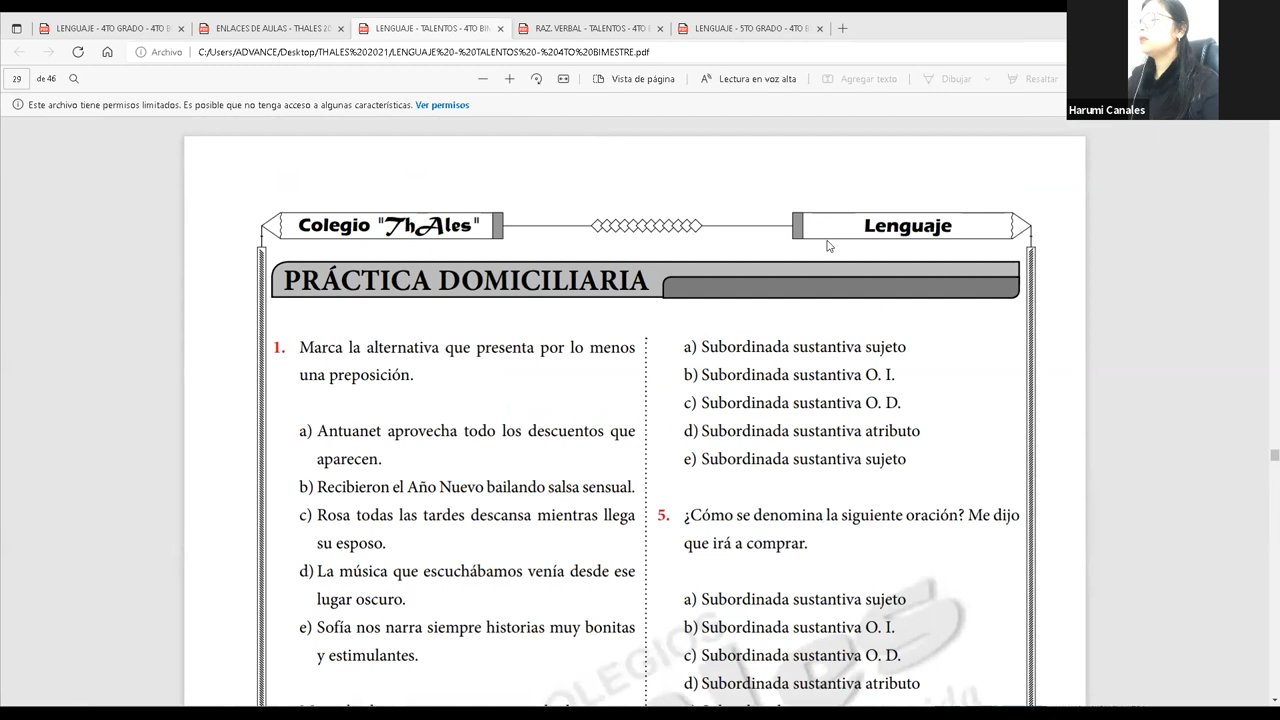 LENGUAJE - 4TO GRADO - 4TO B
ENLACES DE AULAS - THALES 20
LENGUAJE - TALENTOS - 4TO BIN
RAZ. VERBAL - TALENTOS - 4TO
LENGUAJE - 5TO GRADO - 4TO B
Archivo C:/Users/ADVANCE/Desktop/THALES%202021/LENGUAJE%20-%20TALENTOS%20-%204TO%20BIMESTRE.pdf
29 de 46
Vista de página
Lectura en voz alta
Agregar texto
Dibujar
Resaltar
Este archivo tiene permisos limitados. Es posible que no tenga acceso a algunas características. Ver permisos
Harumi Canales
Colegio "ThAles"
Lenguaje
PRÁCTICA DOMICILIARIA
1. Marca la alternativa que presenta por lo menos
una preposición.
a) Antuanet aprovecha todo los descuentos que
aparecen.
b) Recibieron el Año Nuevo bailando salsa sensual.
c) Rosa todas las tardes descansa mientras llega
su esposo.
d) La música que escuchábamos venía desde ese
lugar oscuro.
e) Sofía nos narra siempre historias muy bonitas
y estimulantes.
a) Subordinada sustantiva sujeto
b) Subordinada sustantiva O. I.
c) Subordinada sustantiva O. D.
d) Subordinada sustantiva atributo
e) Subordinada sustantiva sujeto
5. ¿Cómo se denomina la siguiente oración? Me dijo
que irá a comprar.
a) Subordinada sustantiva sujeto
b) Subordinada sustantiva O. I.
c) Subordinada sustantiva O. D.
d) Subordinada sustantiva atributo
COLEGIOS